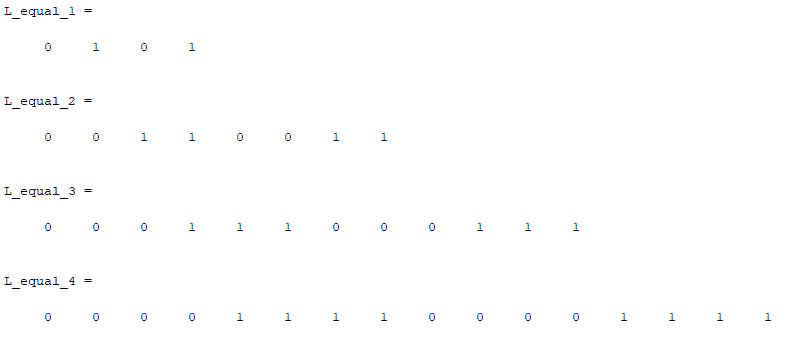 L_equal_1 =
0 1 0 1
L_equal_2 =
0 0 1 1 0 0 1 1
L_equal_3 =
0 0 0 1 1 1 0 0 0 1 1 1
L_equal_4 =
0 0 0 0 1 1 1 1 0 0 0 0 1 1 1 1